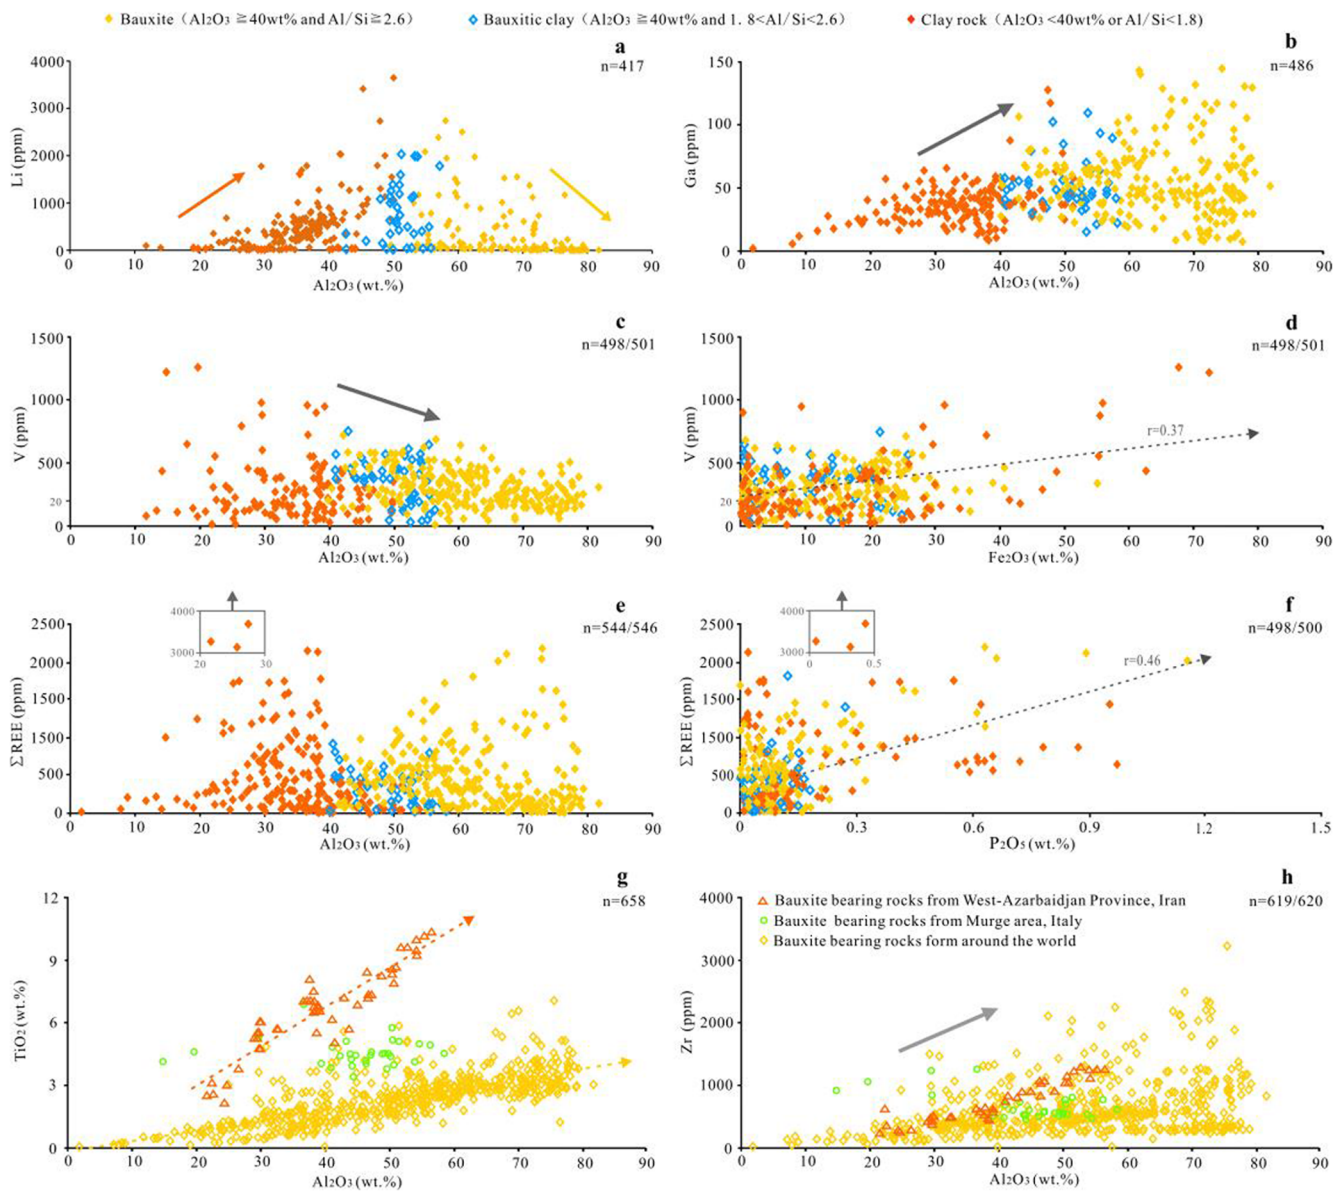 Bauxite（Al2O3 ≧40wt% and Al/Si≧2.6）
Bauxitic clay（Al2O3 ≧40wt% and 1. 8<Al/Si<2.6）
Clay rock（Al2O3 <40wt% or Al/Si<1.8)
a
n=417
4000
3000
2000
1000
0
Li (ppm)
0 10 20 30 40 50 60 70 80 90
Al2O3 (wt.%)
b
n=486
150
100
50
0
Ga (ppm)
0 10 20 30 40 50 60 70 80 90
Al2O3 (wt.%)
c
n=498/501
1500
1000
500
20
0
V (ppm)
0 10 20 30 40 50 60 70 80 90
Al2O3 (wt.%)
d
n=498/501
1500
1000
500
20
0
V (ppm)
r=0.37
0 10 20 30 40 50 60 70 80 90
Fe2O3 (wt.%)
e
n=544/546
4000
3000
20 30
2500
2000
1500
1500
500
0
ΣREE (ppm)
0 10 20 30 40 50 60 70 80 90
Al2O3 (wt.%)
f
n=498/500
4000
3000
0 0.5
2500
2000
1500
1500
500
0
ΣREE (ppm)
r=0.46
0 0.3 0.6 0.9 1.2 1.5
P2O5 (wt.%)
g
n=658
12
9
6
3
0
TiO2 (wt.%)
0 10 20 30 40 50 60 70 80 90
Al2O3 (wt.%)
h
n=619/620
Bauxite bearing rocks from West-Azarbaidjan Province, Iran
Bauxite bearing rocks from Murge area, Italy
Bauxite bearing rocks form around the world
4000
3000
2000
1000
0
Zr (ppm)
0 10 20 30 40 50 60 70 80 90
Al2O3 (wt.%)